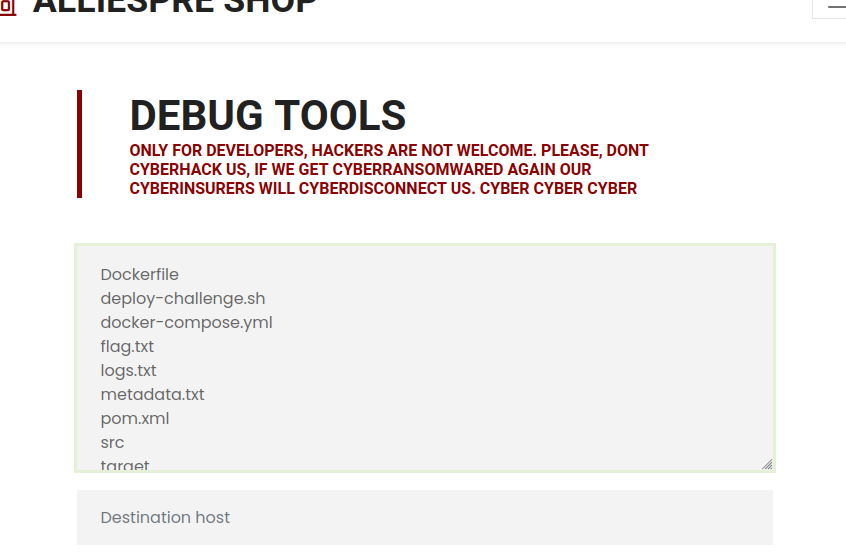 ALLIESPRE SHOP
DEBUG TOOLS
ONLY FOR DEVELOPERS, HACKERS ARE NOT WELCOME. PLEASE, DONT
CYBERHACK US, IF WE GET CYBERRANSOMWARED AGAIN OUR
CYBERINSURERS WILL CYBERDISCONNECT US. CYBER CYBER CYBER
Dockerfile
deploy-challenge.sh
docker-compose.yml
flag.txt
logs.txt
metadata.txt
pom.xml
src
target
Destination host